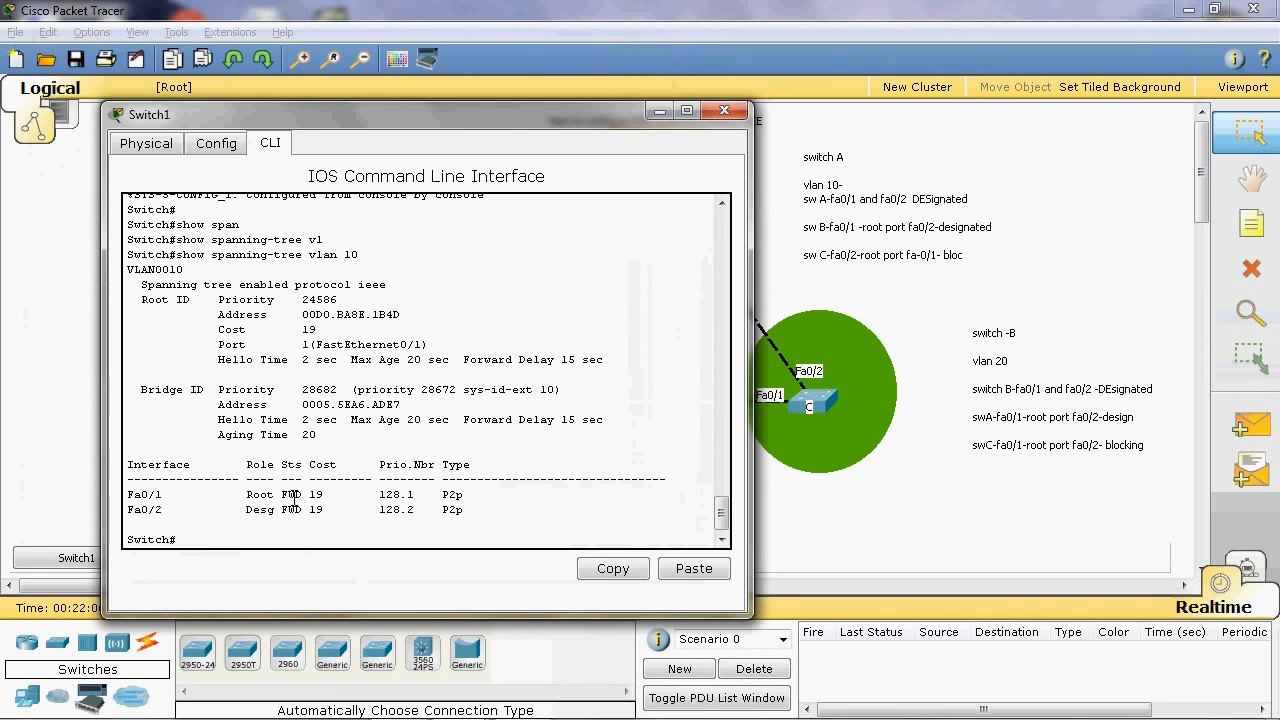 Cisco Packet Tracer
File Edit Options View Tools Extensions Help
Logical [Root] New Cluster Move Object Set Tiled Background Viewport
Switch1
Physical Config CLI
IOS Command Line Interface
%SYS-5-CONFIG_I: Configured from console by console
Switch#
Switch#show span
Switch#show spanning-tree vl
Switch#show spanning-tree vlan 10
VLAN0010
Spanning tree enabled protocol ieee
Root ID Priority 24586
Address 00D0.BA8E.1B4D
Cost 19
Port 1(FastEthernet0/1)
Hello Time 2 sec Max Age 20 sec Forward Delay 15 sec
Bridge ID Priority 28682 (priority 28672 sys-id-ext 10)
Address 0005.5EA6.ADE7
Hello Time 2 sec Max Age 20 sec Forward Delay 15 sec
Aging Time 20
Interface Role Sts Cost Prio.Nbr Type
---------------- ---- --- --------- -------- --------------------------------
Fa0/1 Root FWD 19 128.1 P2p
Fa0/2 Desg FWD 19 128.2 P2p
Switch#
Copy Paste
switch A
vlan 10-
sw A-fa0/1 and fa0/2 DESignated
sw B-fa0/1 -root port fa0/2-designated
sw C-fa0/2-root port fa-0/1- bloc
Fa0/2
Fa0/1
C
switch -B
vlan 20
switch B-fa0/1 and fa0/2 -DEsignated
swA-fa0/1-root port fa0/2-design
swC-fa0/1-root port fa0/2- blocking
Switch1
Time: 00:22:0
Realtime
Switches
2950-24 2950T 2960 Generic Generic 3560 24PS Generic
Automatically Choose Connection Type
Scenario 0
New Delete
Toggle PDU List Window
Fire Last Status Source Destination Type Color Time (sec) Periodic